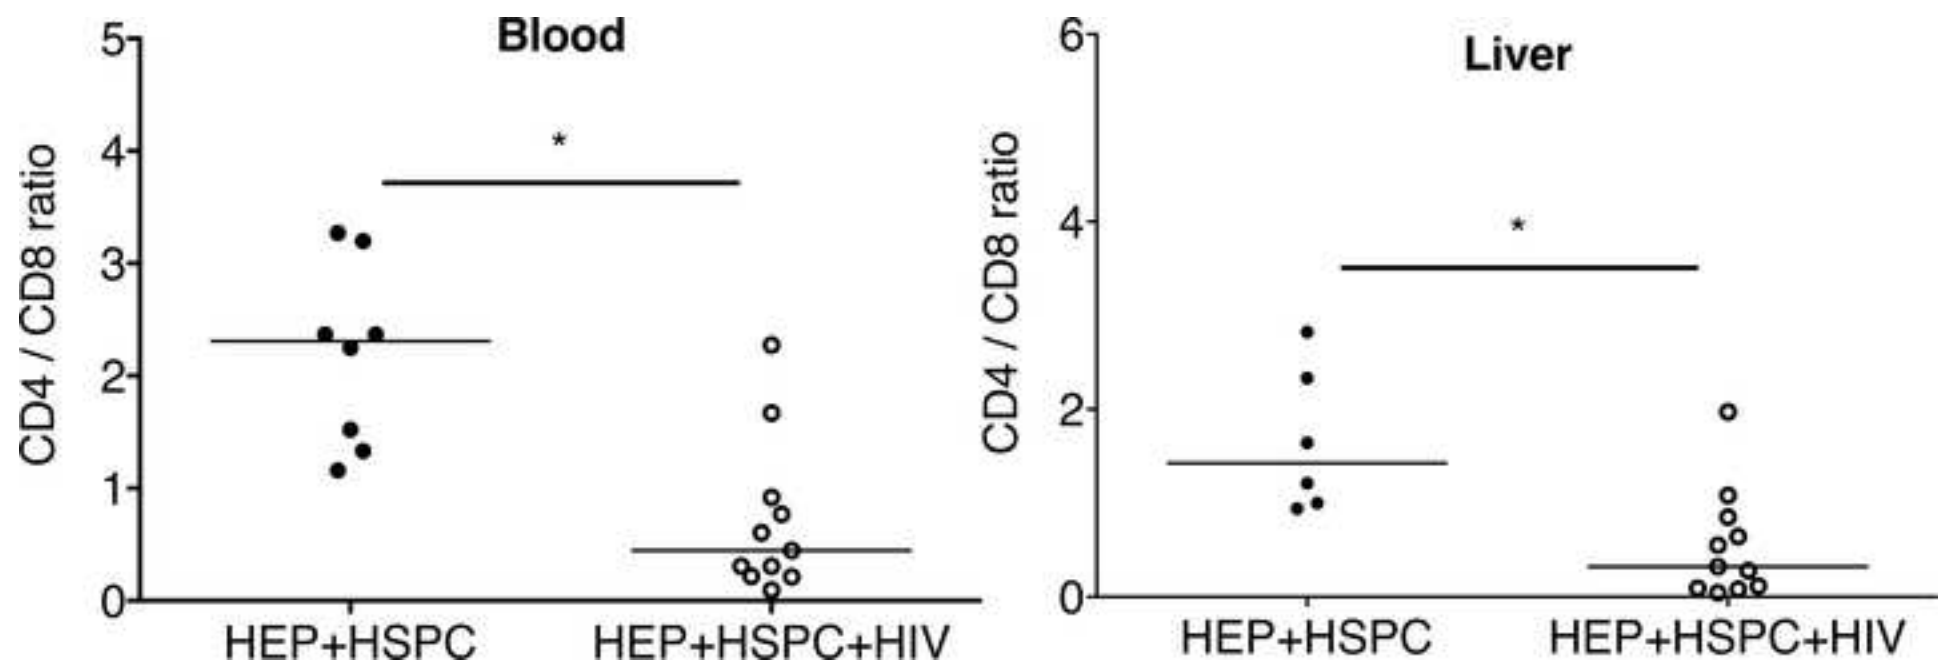 Blood
CD4 / CD8 ratio
5
4
3
2
1
0
*
HEP+HSPC
HEP+HSPC+HIV
Liver
CD4 / CD8 ratio
6
4
2
0
*
HEP+HSPC
HEP+HSPC+HIV